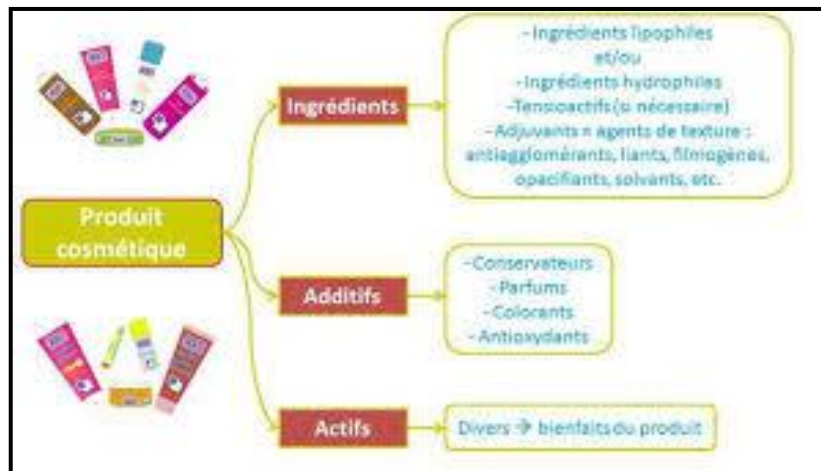 - Ingrédients lipophiles
et/ou
- Ingrédients hydrophiles
- Tensioactifs (si nécessaire)
- Adjuvants = agents de texture :
antiagglomérants, liants, filmogènes,
opacifiants, solvants, etc.
Ingrédients
Produit
cosmétique
Additifs
- Conservateurs
- Parfums
- Colorants
- Antioxydants
Actifs
Divers → bienfaits du produit